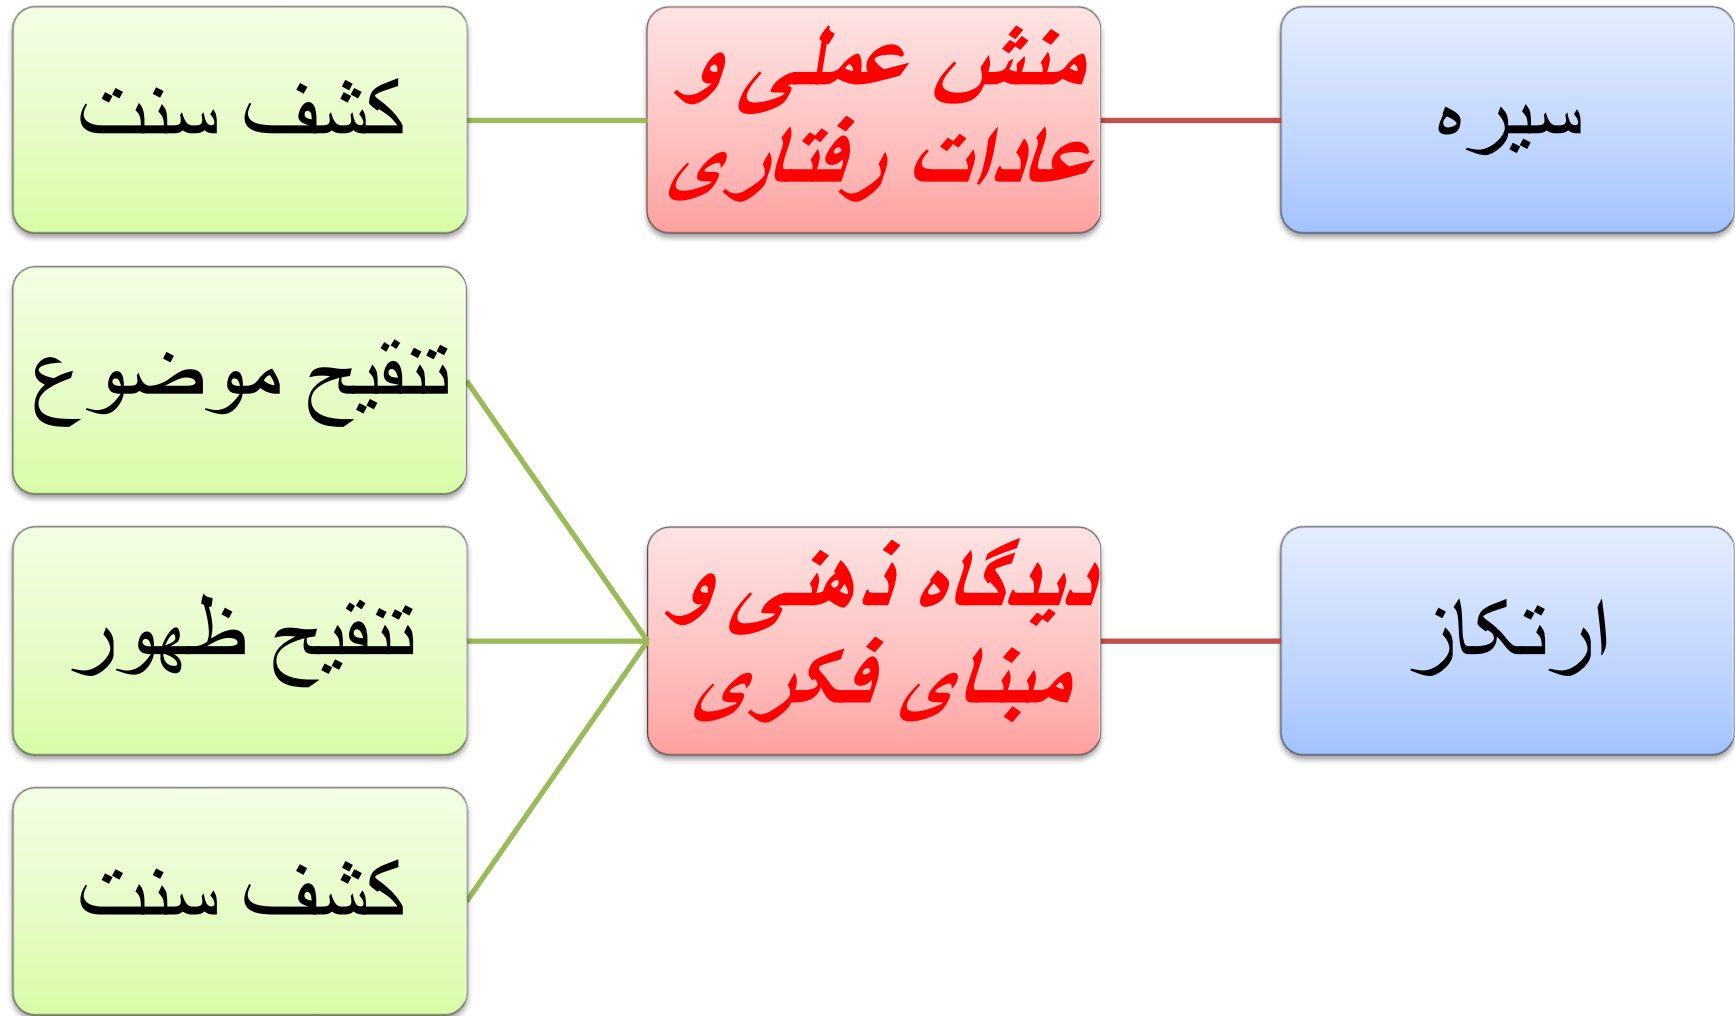 سیره
منش عملی و
عادات رفتاری
کشف سنت
ارتکاز
دیدگاه ذهنی و
مبنای فکری
تنقیح موضوع
تنقیح ظهور
کشف سنت